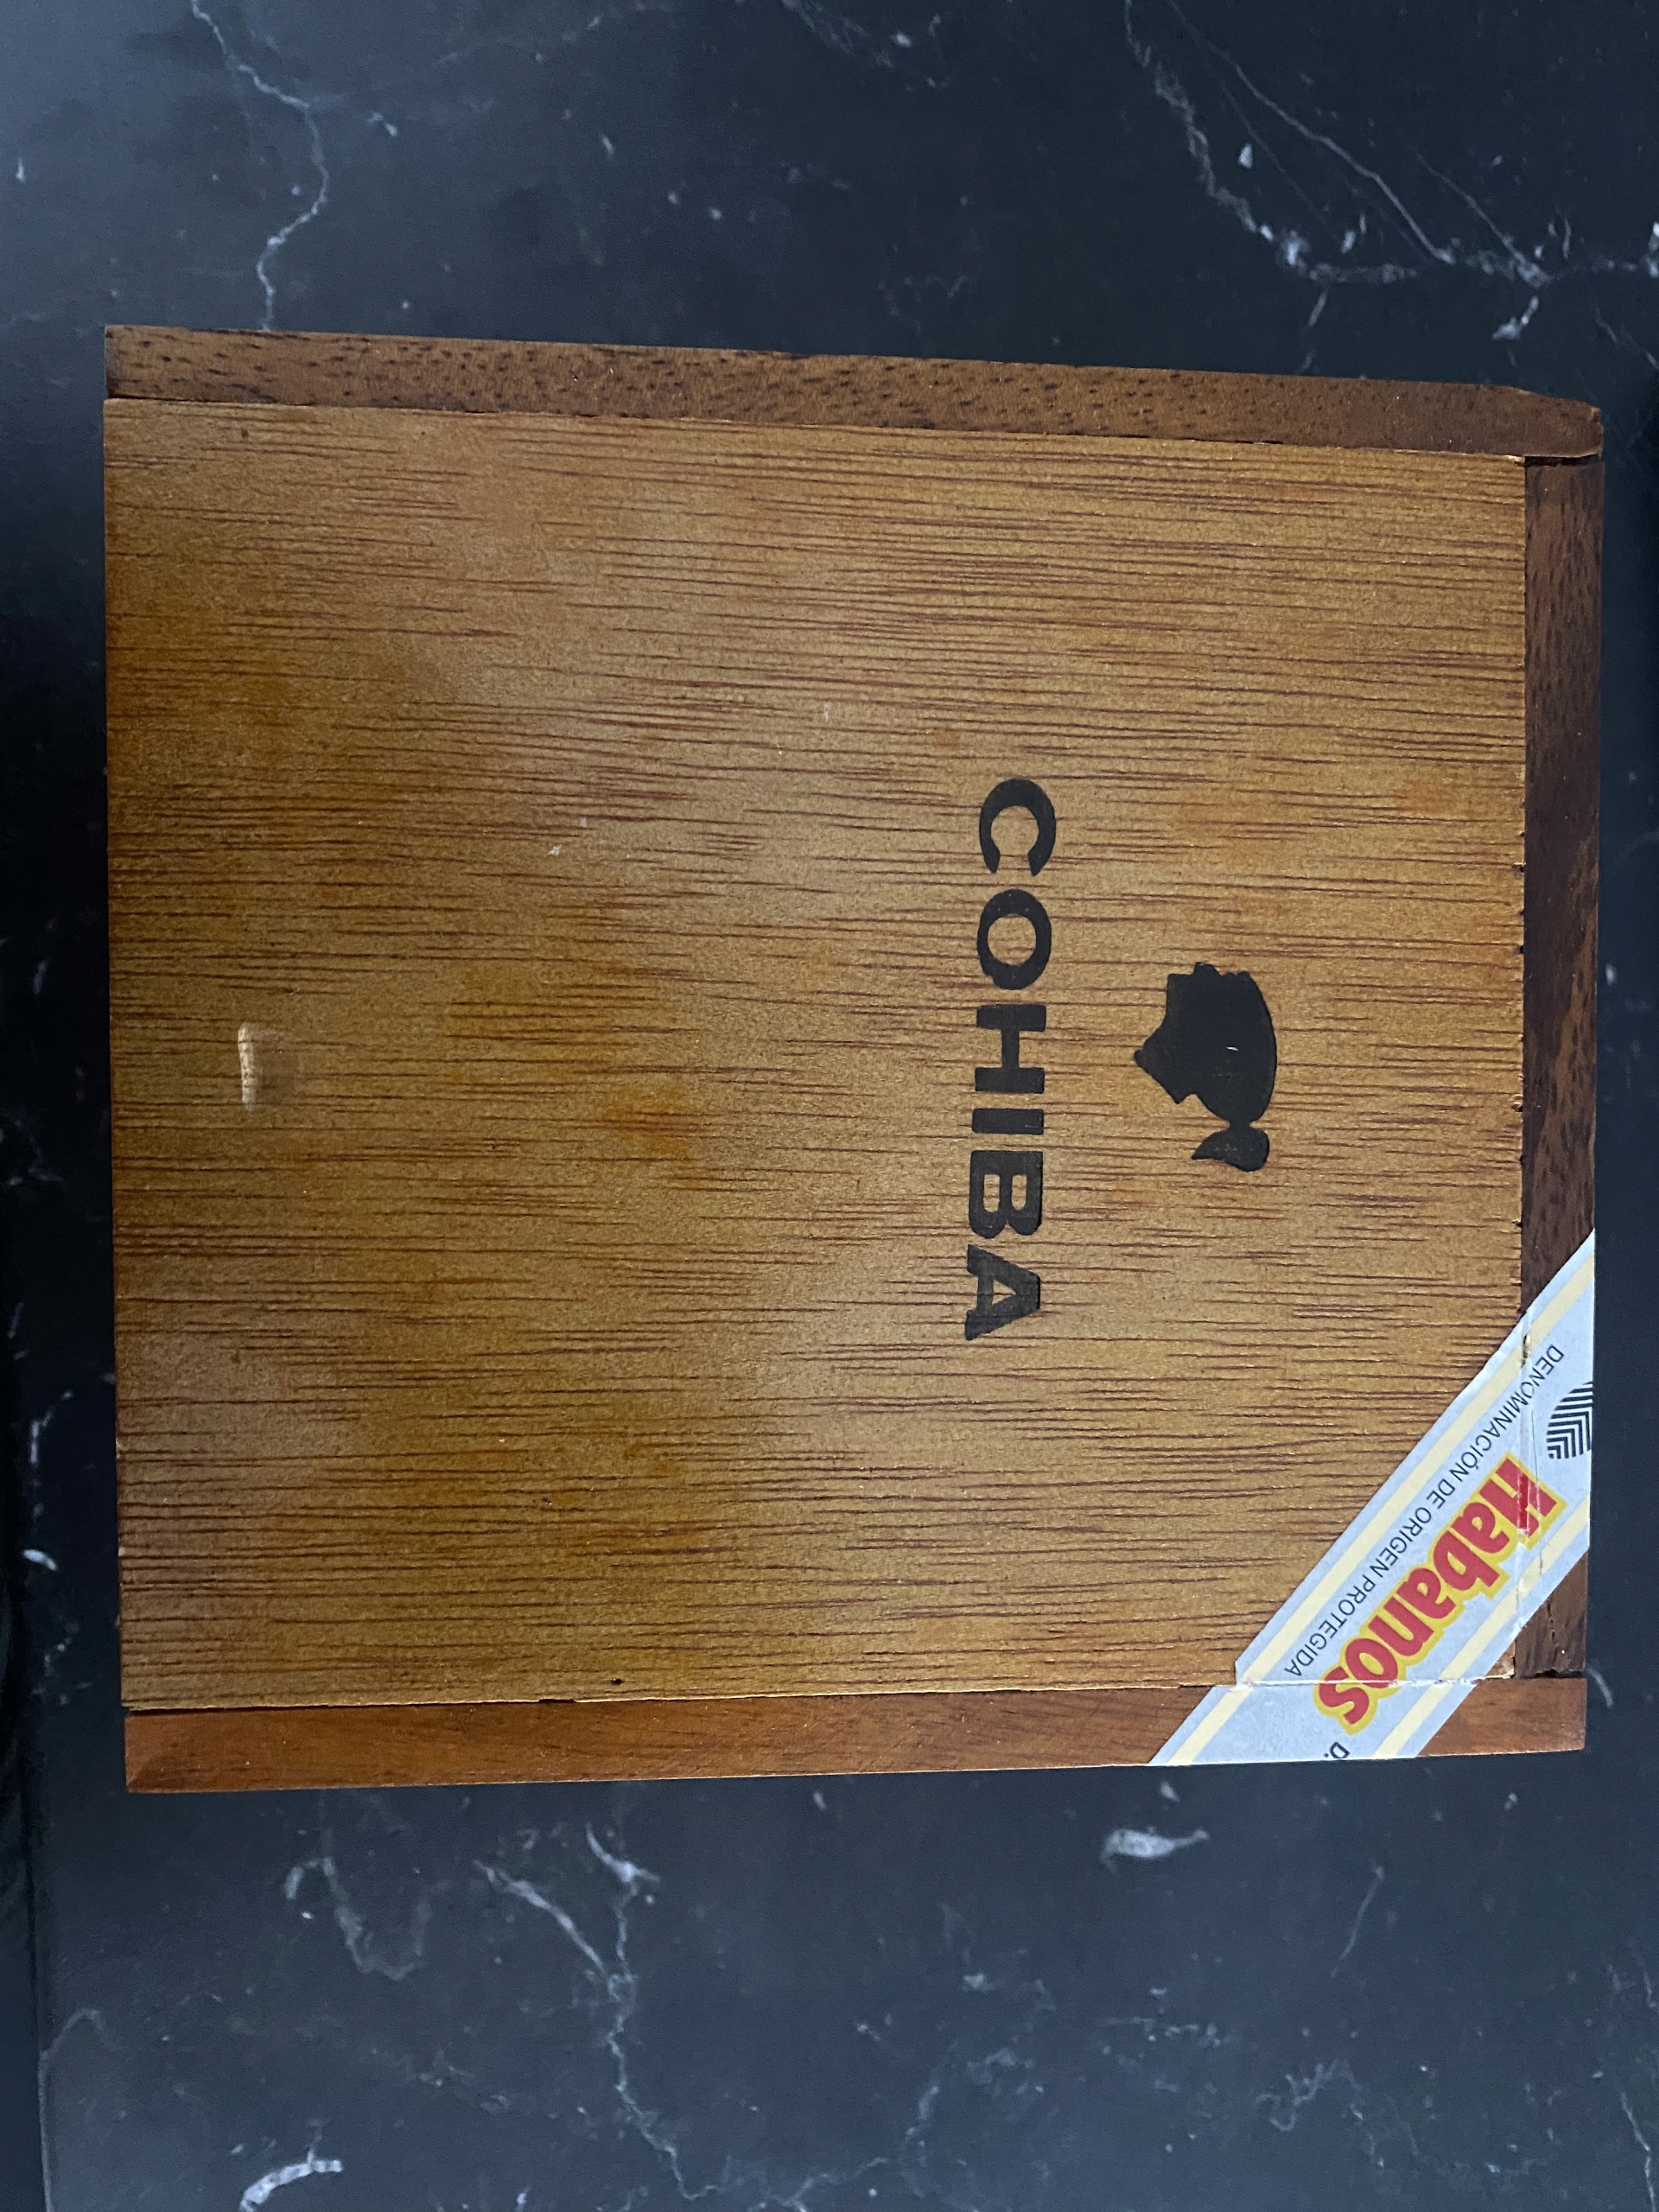 COHIBA
Habanos
DENOMINACIÓN DE ORIGEN PROTEGIDA